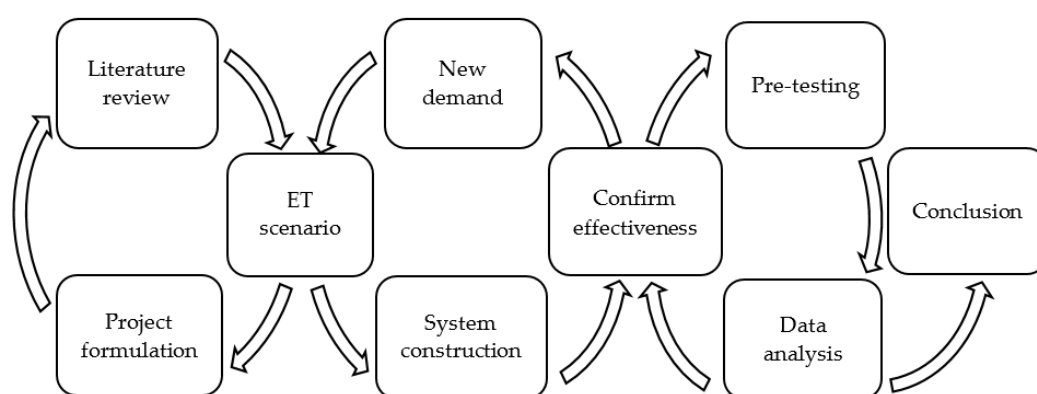 Literature
review
New
demand
Pre-testing
ET
scenario
Confirm
effectiveness
Conclusion
Project
formulation
System
construction
Data
analysis